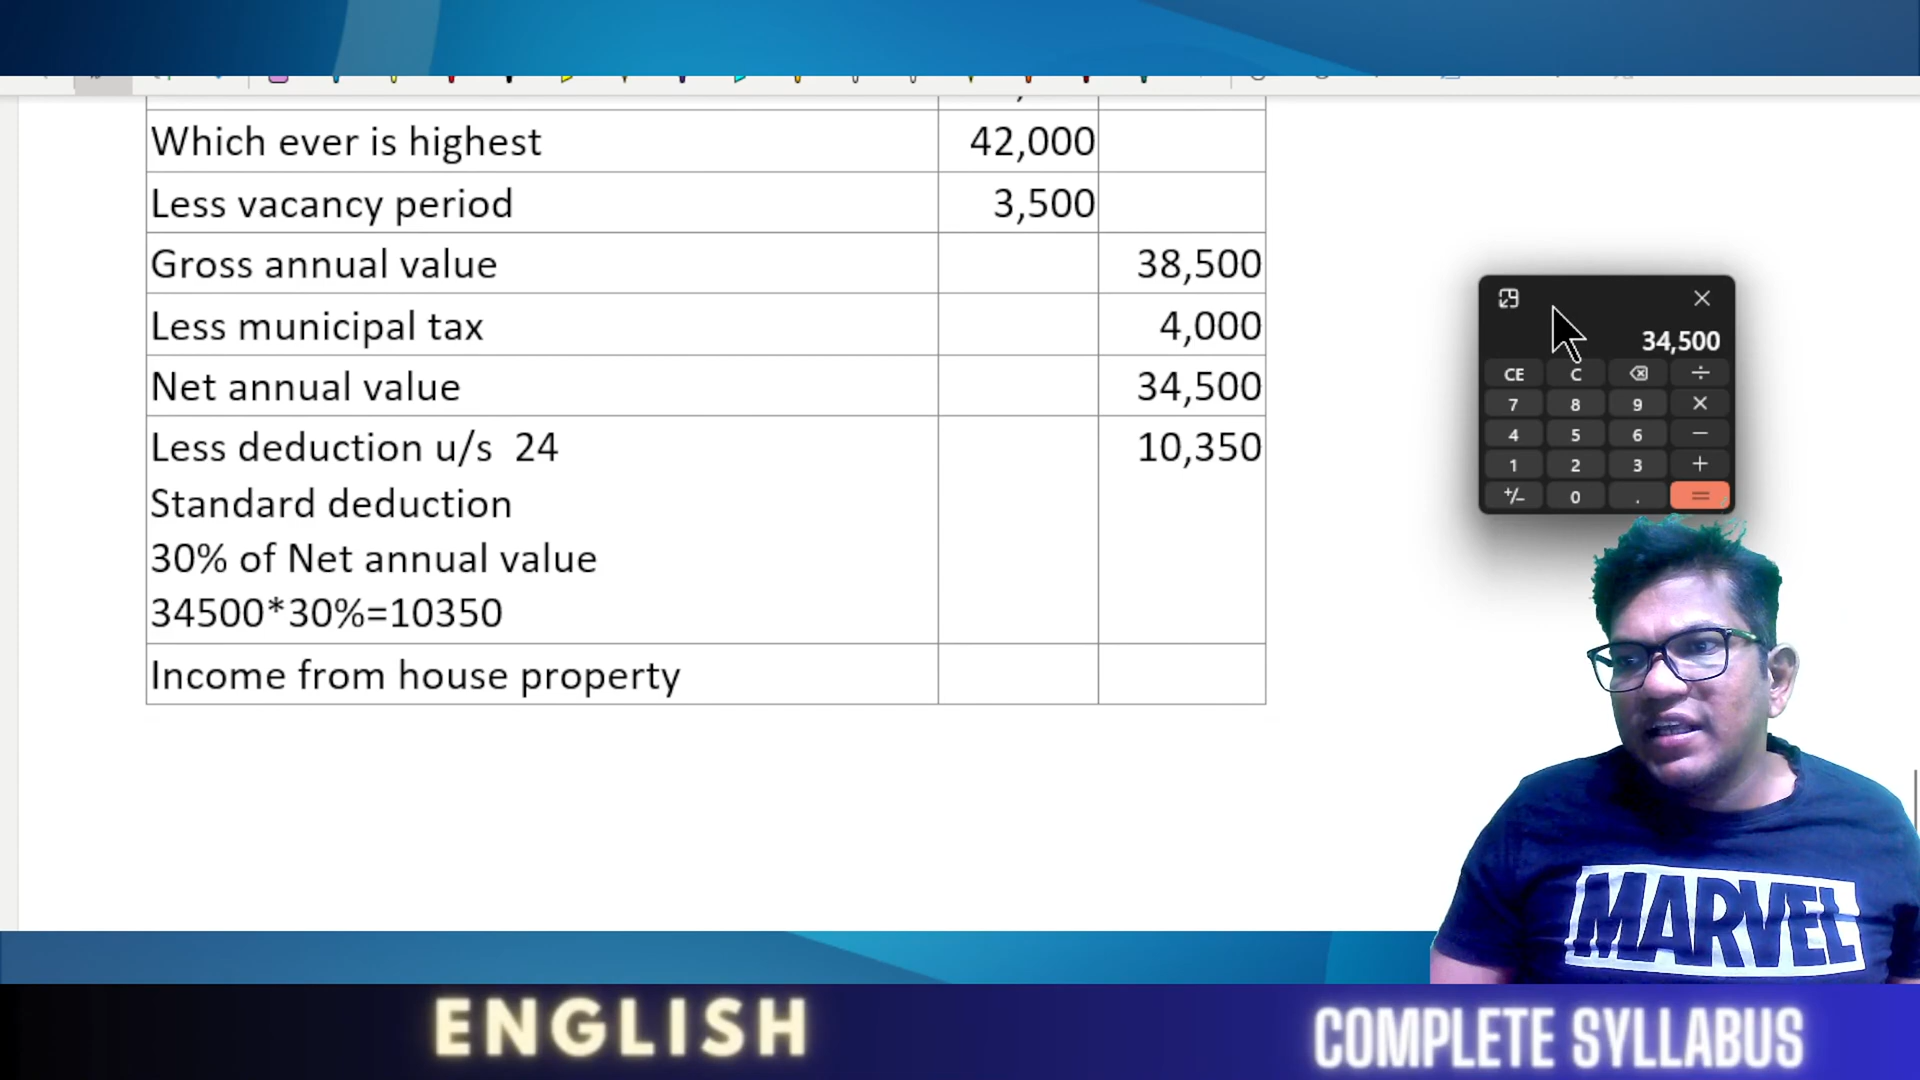 Which ever is highest 42,000
Less vacancy period 3,500
Gross annual value 38,500
Less municipal tax 4,000
Net annual value 34,500
Less deduction u/s 24 10,350
Standard deduction
30% of Net annual value
34500*30%=10350
Income from house property
34,500
CE C ÷
7 8 9 ×
4 5 6 −
1 2 3 +
+/− 0 . =
MARVEL
ENGLISH
COMPLETE SYLLABUS